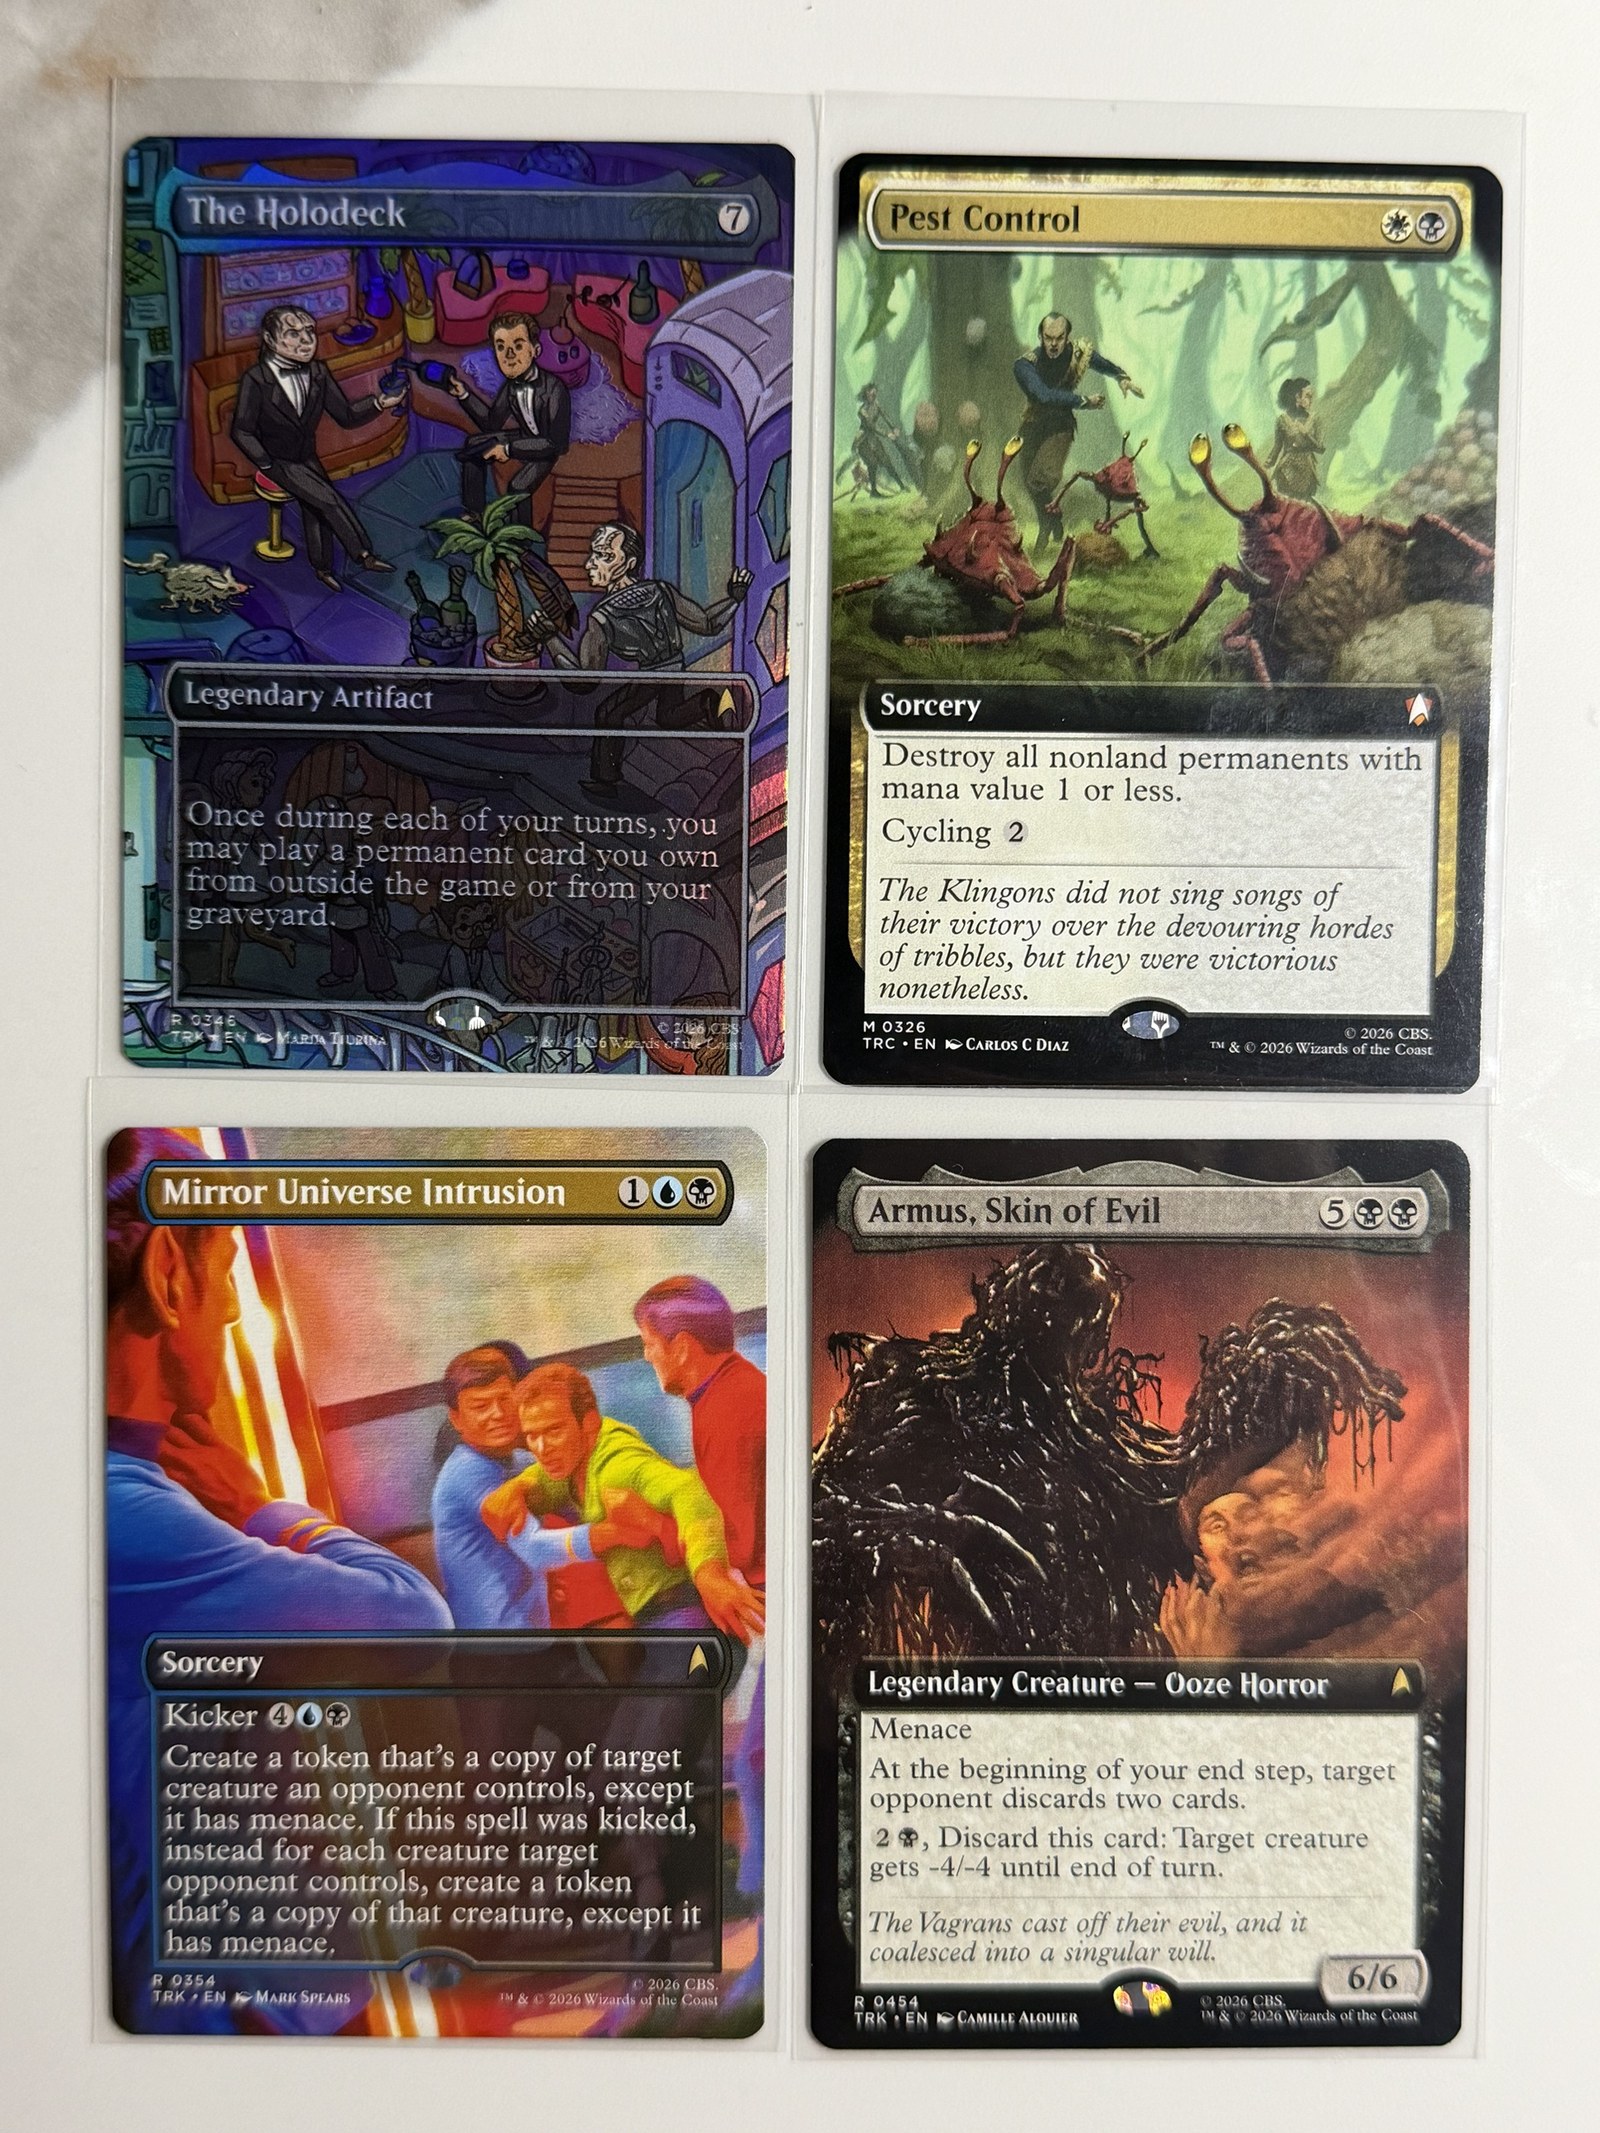 The Holodeck 7
Legendary Artifact
Once during each of your turns, you
may play a permanent card you own
from outside the game or from your
graveyard.
R 0346
TRK ★ EN MARIJA TIURINA
© 2026 CBS.
™ & © 2026 Wizards of the Coast
Pest Control
Sorcery
Destroy all nonland permanents with
mana value 1 or less.
Cycling 2
The Klingons did not sing songs of
their victory over the devouring hordes
of tribbles, but they were victorious
nonetheless.
M 0326
TRC • EN CARLOS C DIAZ
© 2026 CBS.
™ & © 2026 Wizards of the Coast
Mirror Universe Intrusion 1
Sorcery
Kicker 4
Create a token that's a copy of target
creature an opponent controls, except
it has menace. If this spell was kicked,
instead for each creature target
opponent controls, create a token
that's a copy of that creature, except it
has menace.
R 0354
TRK • EN MARK SPEARS
© 2026 CBS.
™ & © 2026 Wizards of the Coast
Armus, Skin of Evil 5
Legendary Creature — Ooze Horror
Menace
At the beginning of your end step, target
opponent discards two cards.
2, Discard this card: Target creature
gets -4/-4 until end of turn.
The Vagrans cast off their evil, and it
coalesced into a singular will.
6/6
R 0454
TRK • EN CAMILLE ALQUIER
© 2026 CBS.
™ & © 2026 Wizards of the Coast